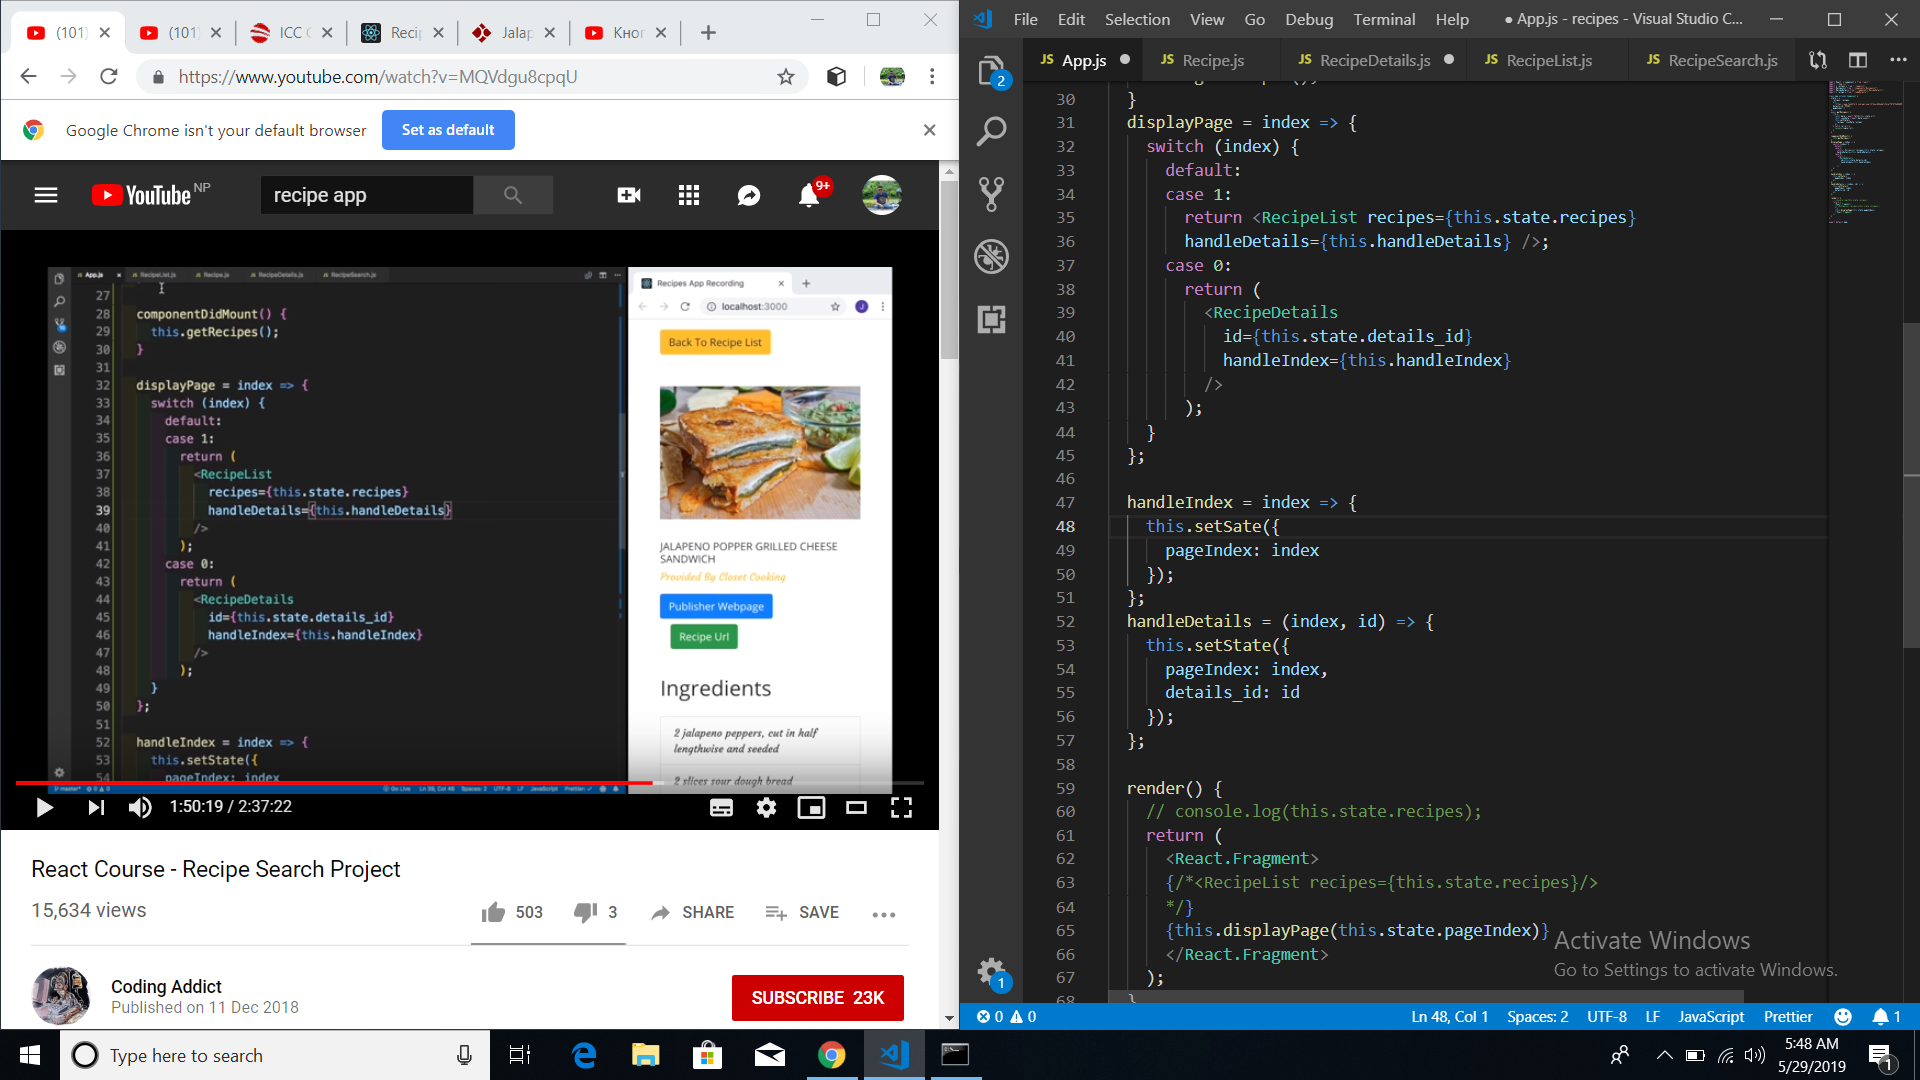 (101)
(101
ICC
Recip
Jalap
Кног
https://www.youtube.com/watch?v=MQVdgu8cpqU
Google Chrome isn't your default browser
Set as default
YouTube NP
recipe app
9+
App.js
RecipeList.js
Recipe.js
RecipeDetails.js
RecipeSearch.js
27
28 componentDidMount() {
29 this.getRecipes();
30 }
31
32 displayPage = index => {
33 switch (index) {
34 default:
35 case 1:
36 return (
37 <RecipeList
38 recipes={this.state.recipes}
39 handleDetails={this.handleDetails}
40 />
41 );
42 case 0:
43 return (
44 <RecipeDetails
45 id={this.state.details_id}
46 handleIndex={this.handleIndex}
47 />
48 );
49 }
50 };
51
52 handleIndex = index => {
53 this.setState({
54 pageIndex: index
Recipes App Recording
localhost:3000
J
Back To Recipe List
JALAPENO POPPER GRILLED CHEESE
SANDWICH
Provided By Closet Cooking
Publisher Webpage
Recipe Url
Ingredients
2 jalapeno peppers, cut in half
lengthwise and seeded
2 slices sour dough bread
1:50:19 / 2:37:22
React Course - Recipe Search Project
15,634 views
503
3
SHARE
SAVE
Coding Addict
Published on 11 Dec 2018
SUBSCRIBE 23K
File Edit Selection View Go Debug Terminal Help
● App.js - recipes - Visual Studio C...
JS App.js
JS Recipe.js
JS RecipeDetails.js
JS RecipeList.js
JS RecipeSearch.js
2
30 }
31 displayPage = index => {
32 switch (index) {
33 default:
34 case 1:
35 return <RecipeList recipes={this.state.recipes}
36 handleDetails={this.handleDetails} />;
37 case 0:
38 return (
39 <RecipeDetails
40 id={this.state.details_id}
41 handleIndex={this.handleIndex}
42 />
43 );
44 }
45 };
46
47 handleIndex = index => {
48 this.setSate({
49 pageIndex: index
50 });
51 };
52 handleDetails = (index, id) => {
53 this.setState({
54 pageIndex: index,
55 details_id: id
56 });
57 };
58
59 render() {
60 // console.log(this.state.recipes);
61 return (
62 <React.Fragment>
63 {/*<RecipeList recipes={this.state.recipes}/>
64 */}
65 {this.displayPage(this.state.pageIndex)}
66 </React.Fragment>
67 );
68 }
Activate Windows
Go to Settings to activate Windows.
1
0 0
Ln 48, Col 1
Spaces: 2
UTF-8
LF
JavaScript
Prettier
1
Type here to search
5:48 AM
5/29/2019
1